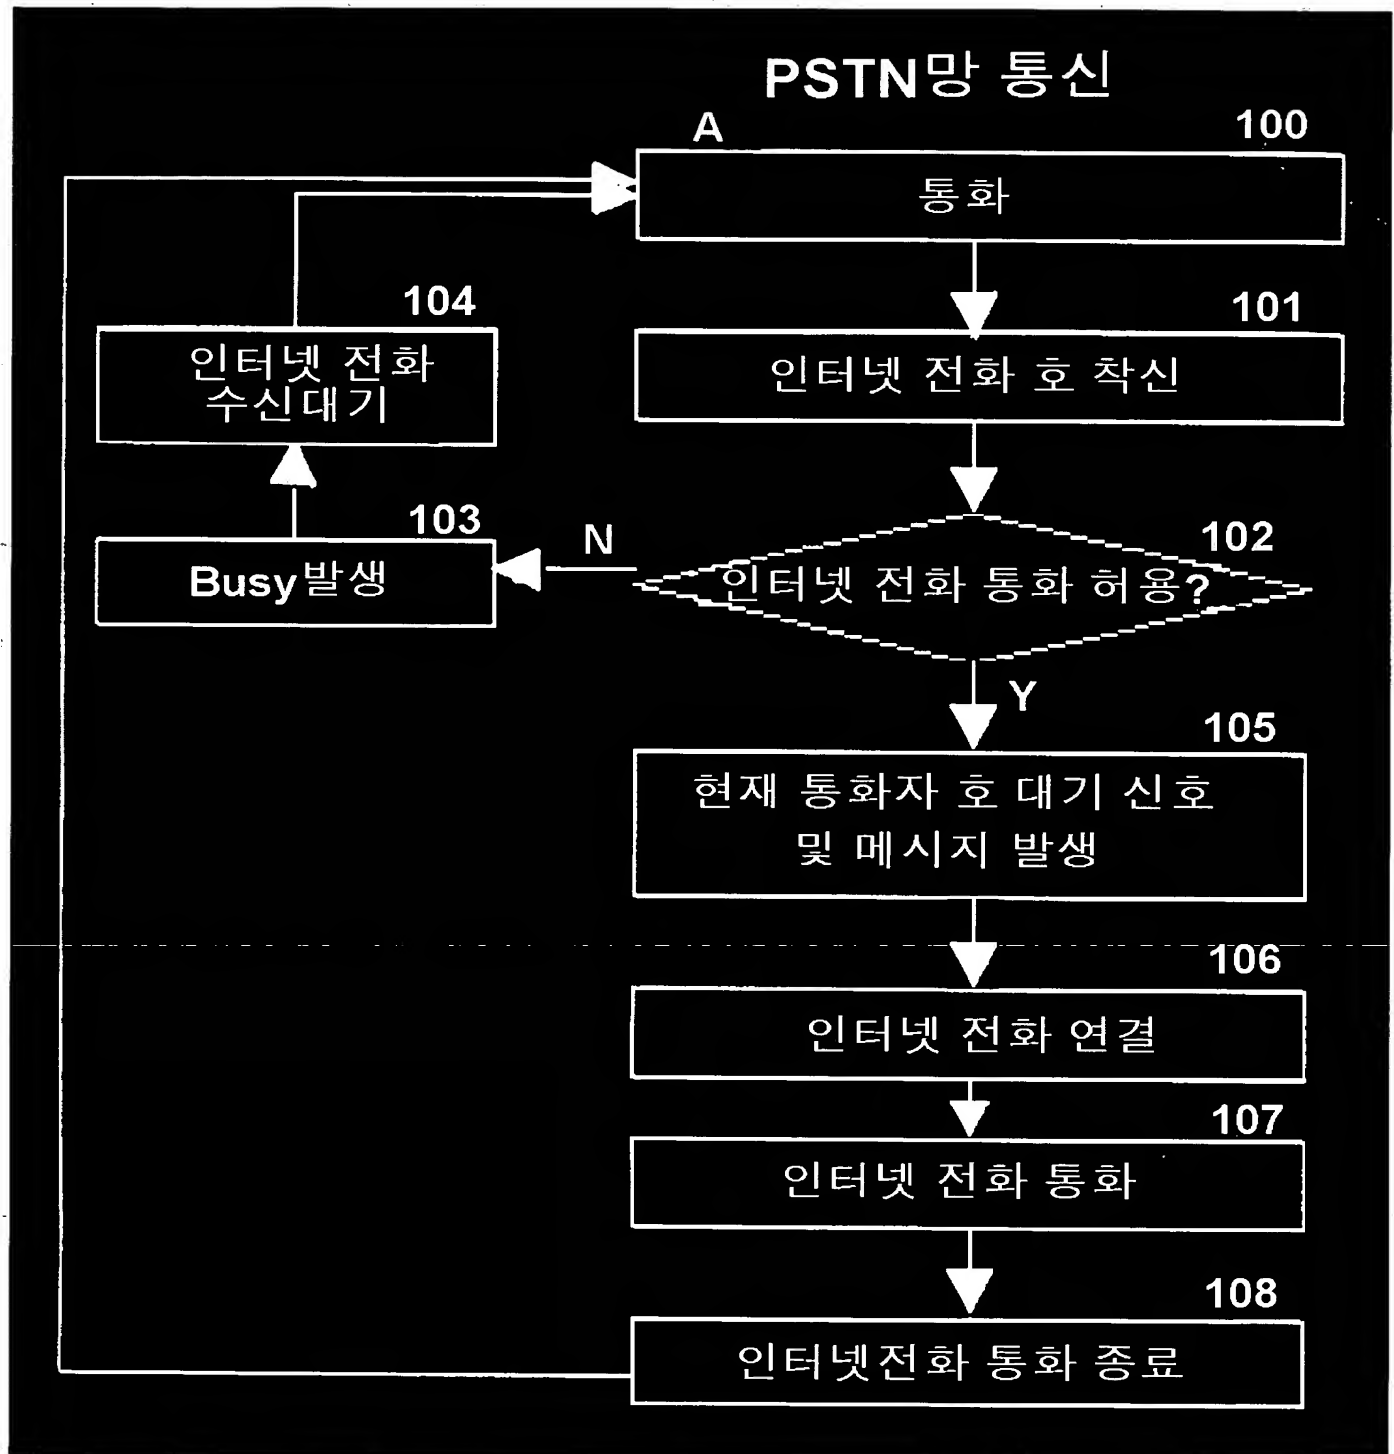 PSTN망 통신
A
100
통화
101
인터넷 전화 호 착신
102
인터넷 전화 통화 허용?
N
103
Busy발생
104
인터넷 전화
수신대기
Y
105
현재 통화자 호 대기 신호
및 메시지 발생
106
인터넷 전화 연결
107
인터넷 전화 통화
108
인터넷전화 통화 종료